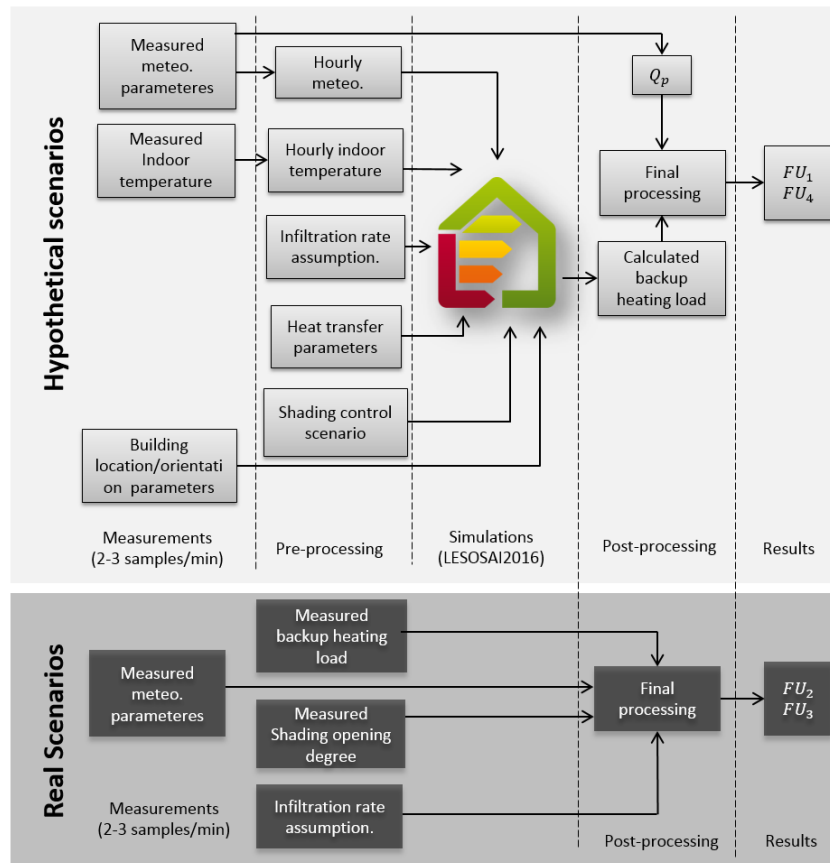 Hypothetical scenarios
Measured
meteo.
parameteres
Hourly
meteo.
Q_p
Measured
Indoor
temperature
Hourly indoor
temperature
Final
processing
FU_1
FU_4
Infiltration rate
assumption.
Calculated
backup
heating load
Heat transfer
parameters
Shading control
scenario
Building
location/orientati
on parameters
Measurements
(2-3 samples/min)
Pre-processing
Simulations
(LESOSAI2016)
Post-processing
Results
Real Scenarios
Measured
backup heating
load
Measured
meteo.
parameteres
Final
processing
FU_2
FU_3
Measured
Shading opening
degree
Measurements
(2-3 samples/min)
Infiltration rate
assumption.
Post-processing
Results